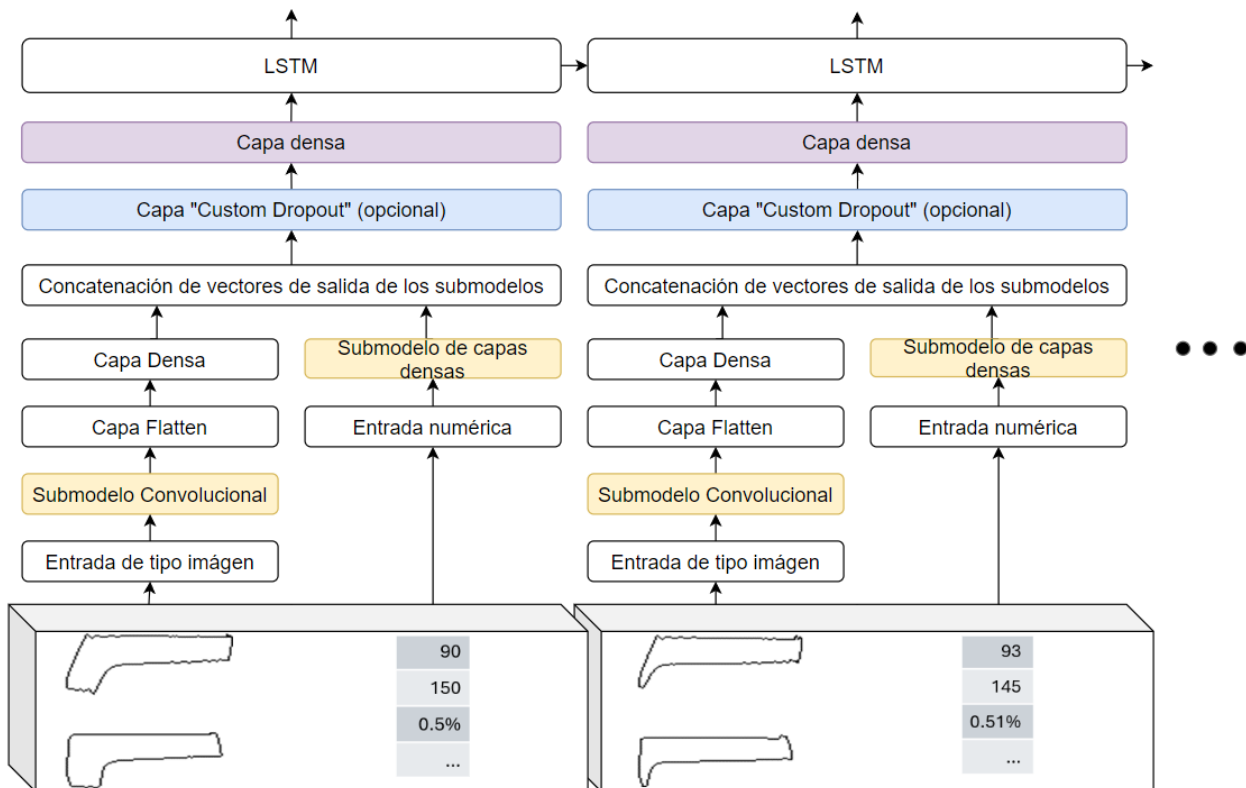 LSTM
LSTM
Capa densa
Capa densa
Capa "Custom Dropout" (opcional)
Capa "Custom Dropout" (opcional)
Concatenación de vectores de salida de los submodelos
Concatenación de vectores de salida de los submodelos
Capa Densa
Submodelo de capas
densas
Capa Densa
Submodelo de capas
densas
Capa Flatten
Entrada numérica
Capa Flatten
Entrada numérica
Submodelo Convolucional
Submodelo Convolucional
Entrada de tipo imágen
Entrada de tipo imágen
90
150
0.5%
...
93
145
0.51%
...